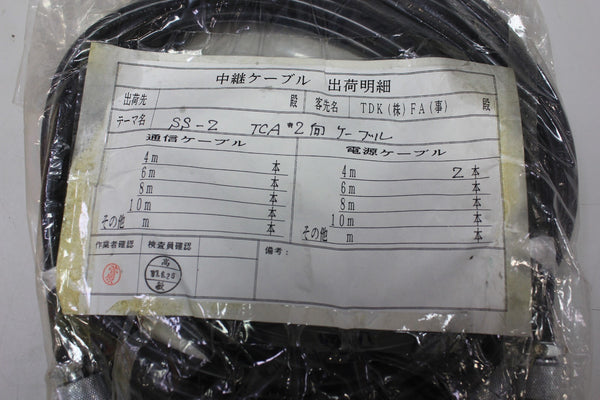 中継ケーブル 出荷明細
出荷先 殿 客先名 TDK(株)FA(事) 殿
テーマ名 SS-2 TCA #2向ケーブル
通信ケーブル 電源ケーブル
4m 本 4m 2 本
6m 本 6m 本
8m 本 8m 本
10m 本 10m 本
その他 m 本 その他 m 本
作業者確認 検査員確認 備考:
高
敏